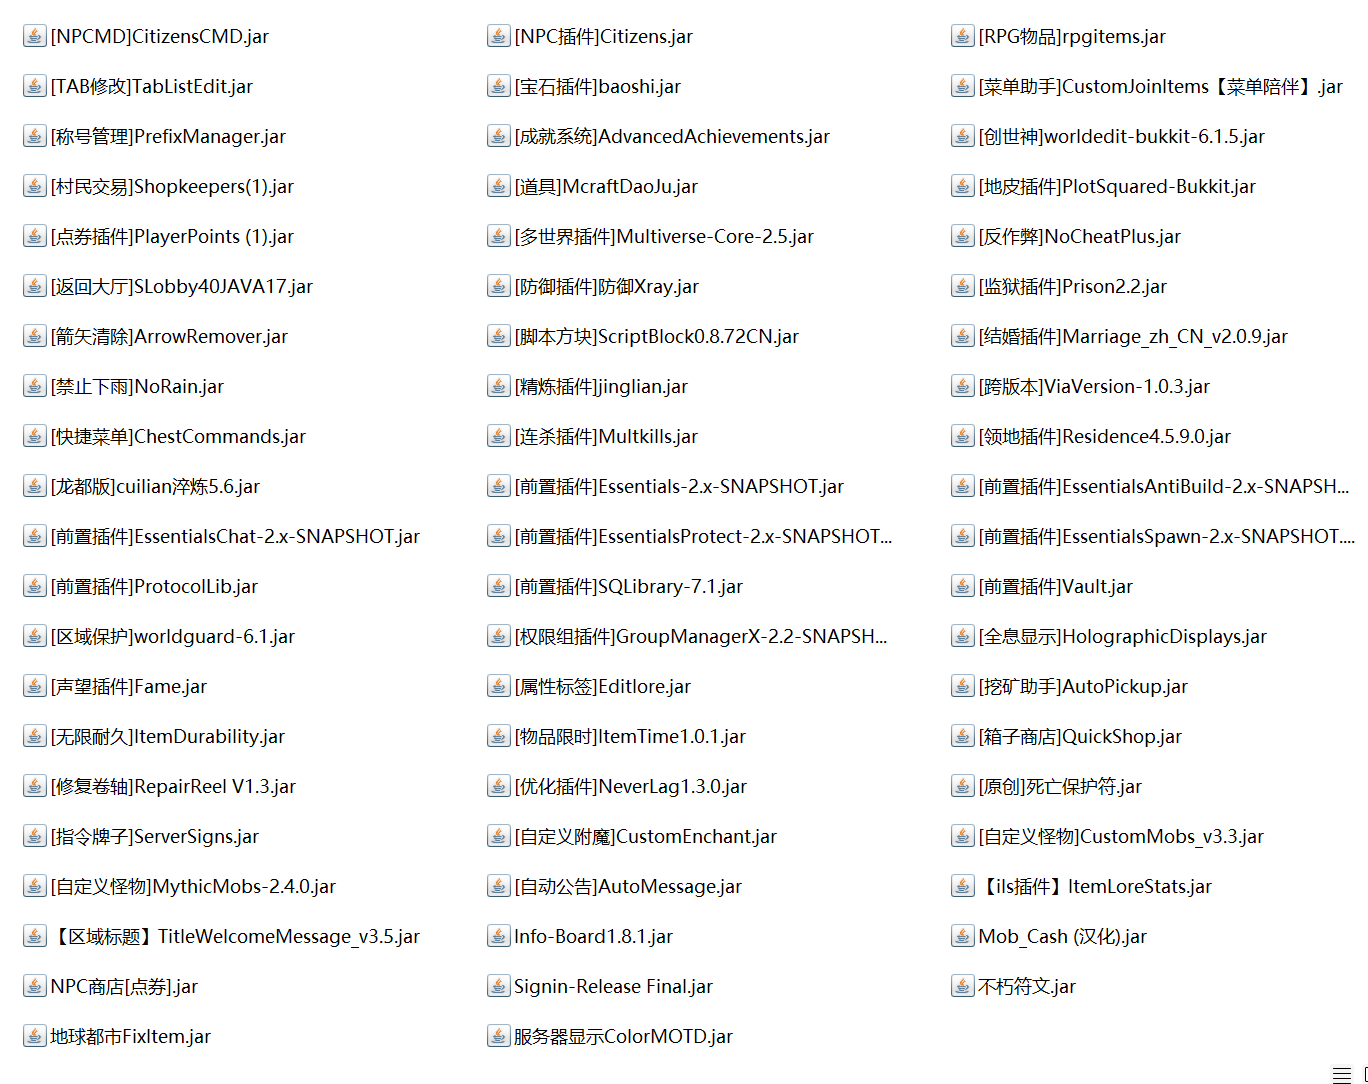 [NPCMD]CitizensCMD.jar
[NPC插件]Citizens.jar
[RPG物品]rpgitems.jar
[TAB修改]TabListEdit.jar
[宝石插件]baoshi.jar
[菜单助手]CustomJoinItems【菜单陪伴】.jar
[称号管理]PrefixManager.jar
[成就系统]AdvancedAchievements.jar
[创世神]worldedit-bukkit-6.1.5.jar
[村民交易]Shopkeepers(1).jar
[道具]McraftDaoJu.jar
[地皮插件]PlotSquared-Bukkit.jar
[点券插件]PlayerPoints (1).jar
[多世界插件]Multiverse-Core-2.5.jar
[反作弊]NoCheatPlus.jar
[返回大厅]SLobby40JAVA17.jar
[防御插件]防御Xray.jar
[监狱插件]Prison2.2.jar
[箭矢清除]ArrowRemover.jar
[脚本方块]ScriptBlock0.8.72CN.jar
[结婚插件]Marriage_zh_CN_v2.0.9.jar
[禁止下雨]NoRain.jar
[精炼插件]jinglian.jar
[跨版本]ViaVersion-1.0.3.jar
[快捷菜单]ChestCommands.jar
[连杀插件]Multkills.jar
[领地插件]Residence4.5.9.0.jar
[龙都版]cuilian淬炼5.6.jar
[前置插件]Essentials-2.x-SNAPSHOT.jar
[前置插件]EssentialsAntiBuild-2.x-SNAPSH...
[前置插件]EssentialsChat-2.x-SNAPSHOT.jar
[前置插件]EssentialsProtect-2.x-SNAPSHOT...
[前置插件]EssentialsSpawn-2.x-SNAPSHOT....
[前置插件]ProtocolLib.jar
[前置插件]SQLibrary-7.1.jar
[前置插件]Vault.jar
[区域保护]worldguard-6.1.jar
[权限组插件]GroupManagerX-2.2-SNAPSH...
[全息显示]HolographicDisplays.jar
[声望插件]Fame.jar
[属性标签]Editlore.jar
[挖矿助手]AutoPickup.jar
[无限耐久]ItemDurability.jar
[物品限时]ItemTime1.0.1.jar
[箱子商店]QuickShop.jar
[修复卷轴]RepairReel V1.3.jar
[优化插件]NeverLag1.3.0.jar
[原创]死亡保护符.jar
[指令牌子]ServerSigns.jar
[自定义附魔]CustomEnchant.jar
[自定义怪物]CustomMobs_v3.3.jar
[自定义怪物]MythicMobs-2.4.0.jar
[自动公告]AutoMessage.jar
【ils插件】ItemLoreStats.jar
【区域标题】TitleWelcomeMessage_v3.5.jar
Info-Board1.8.1.jar
Mob_Cash (汉化).jar
NPC商店[点券].jar
Signin-Release Final.jar
不朽符文.jar
地球都市FixItem.jar
服务器显示ColorMOTD.jar